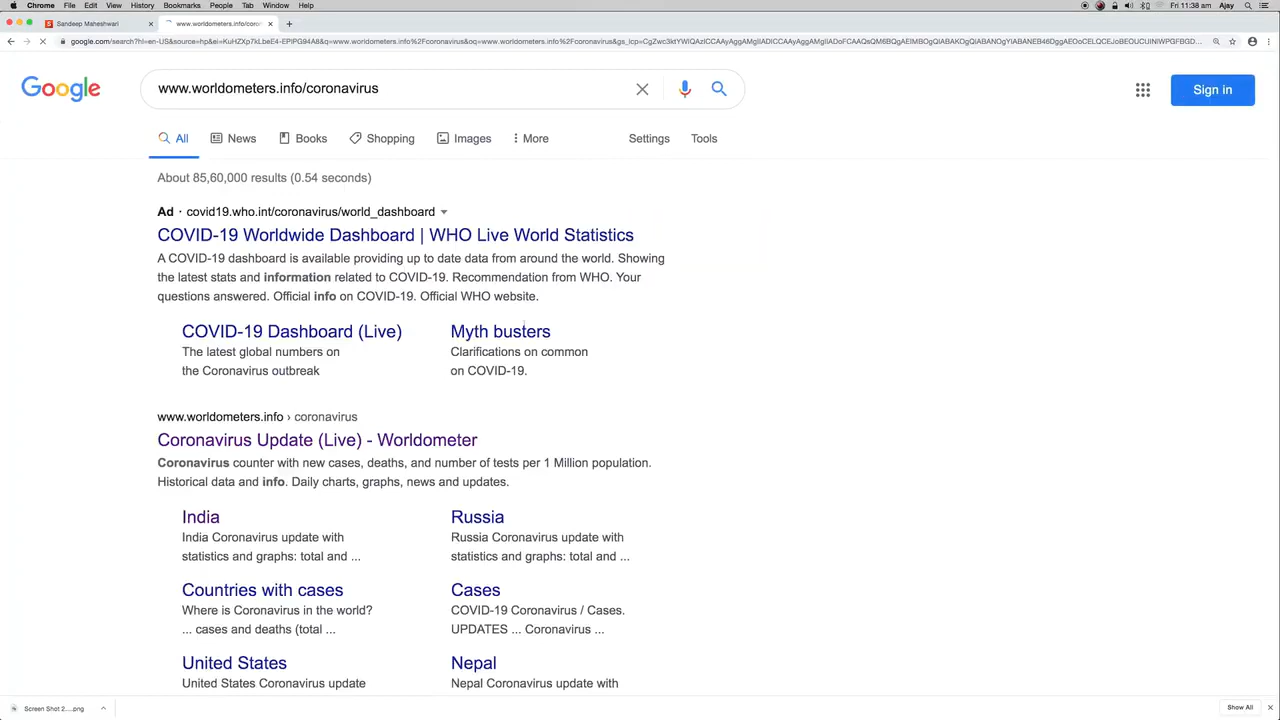 Chrome File Edit View History Bookmarks People Tab Window Help Fri 11:38 am Ajay
Sandeep Maheshwari www.worldometers.info/coron
Google
www.worldometers.info/coronavirus
Sign in
All News Books Shopping Images More Settings Tools
About 85,60,000 results (0.54 seconds)
Ad · covid19.who.int/coronavirus/world_dashboard
COVID-19 Worldwide Dashboard | WHO Live World Statistics
A COVID-19 dashboard is available providing up to date data from around the world. Showing
the latest stats and information related to COVID-19. Recommendation from WHO. Your
questions answered. Official info on COVID-19. Official WHO website.
COVID-19 Dashboard (Live)
The latest global numbers on
the Coronavirus outbreak
Myth busters
Clarifications on common
on COVID-19.
www.worldometers.info › coronavirus
Coronavirus Update (Live) - Worldometer
Coronavirus counter with new cases, deaths, and number of tests per 1 Million population.
Historical data and info. Daily charts, graphs, news and updates.
India
India Coronavirus update with
statistics and graphs: total and ...
Russia
Russia Coronavirus update with
statistics and graphs: total and ...
Countries with cases
Where is Coronavirus in the world?
... cases and deaths (total ...
Cases
COVID-19 Coronavirus / Cases.
UPDATES ... Coronavirus ...
United States
United States Coronavirus update
Nepal
Nepal Coronavirus update with
Screen Shot 2....png
Show All